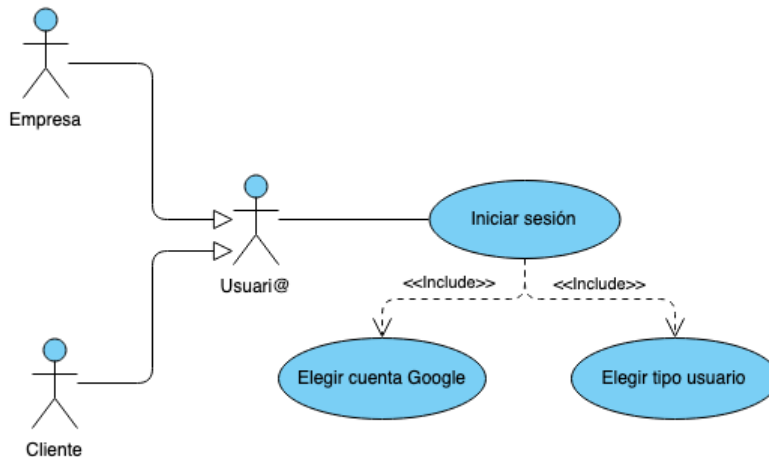 Empresa
Iniciar sesión
Usuari@
<<Include>>
<<Include>>
Elegir cuenta Google
Elegir tipo usuario
Cliente